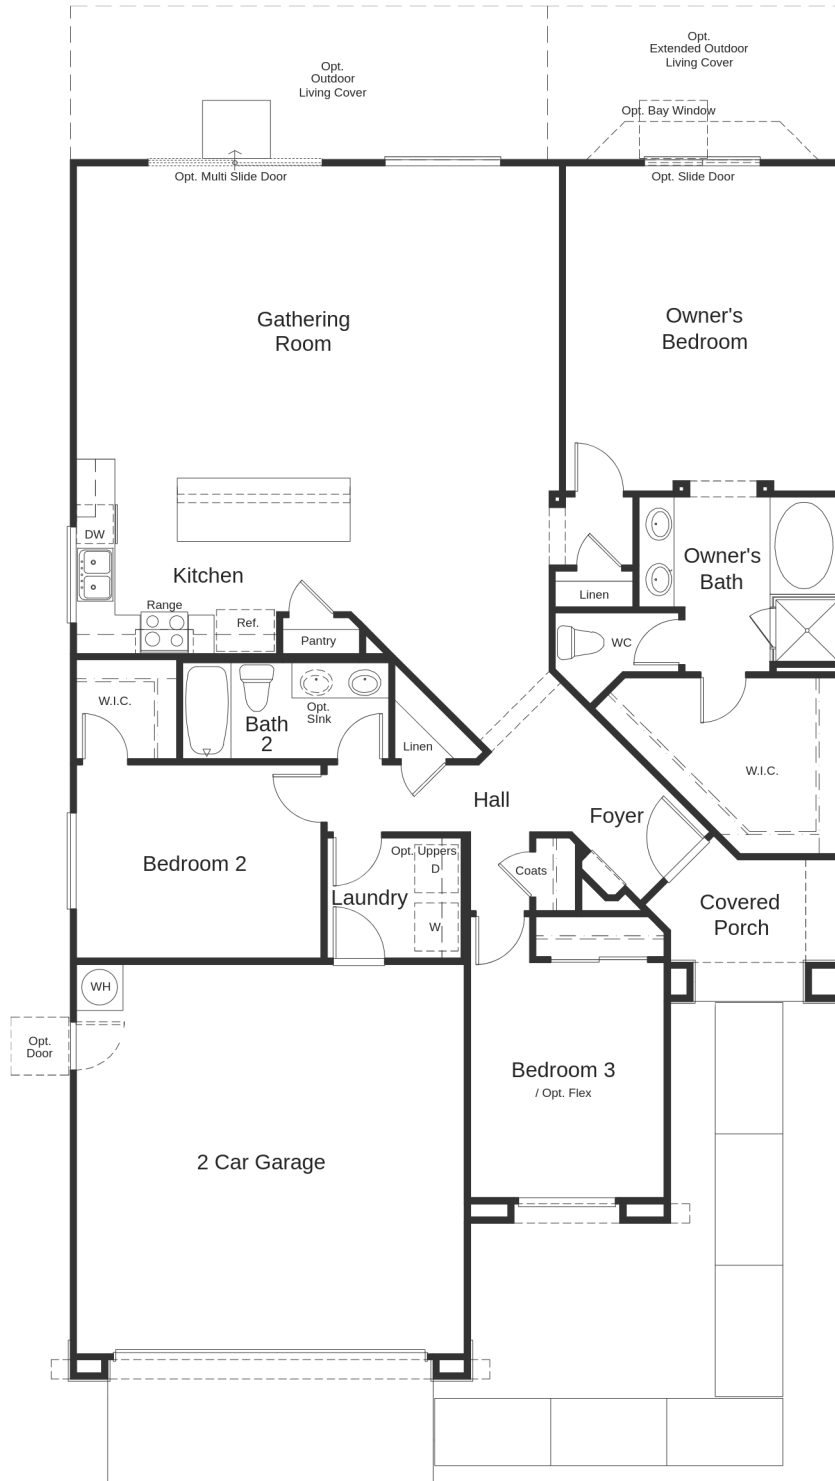 Opt.
Outdoor
Living Cover
Opt.
Extended Outdoor
Living Cover
Opt. Bay Window
Opt. Multi Slide Door
Opt. Slide Door
Gathering
Room
Owner's
Bedroom
DW
Kitchen
Range
Ref.
Pantry
Linen
Owner's
Bath
WC
W.I.C.
Bath
2
Opt.
SInk
Linen
W.I.C.
Hall
Foyer
Bedroom 2
Opt. Uppers
D
Laundry
W
Coats
Covered
Porch
WH
Opt.
Door
Bedroom 3
/ Opt. Flex
2 Car Garage